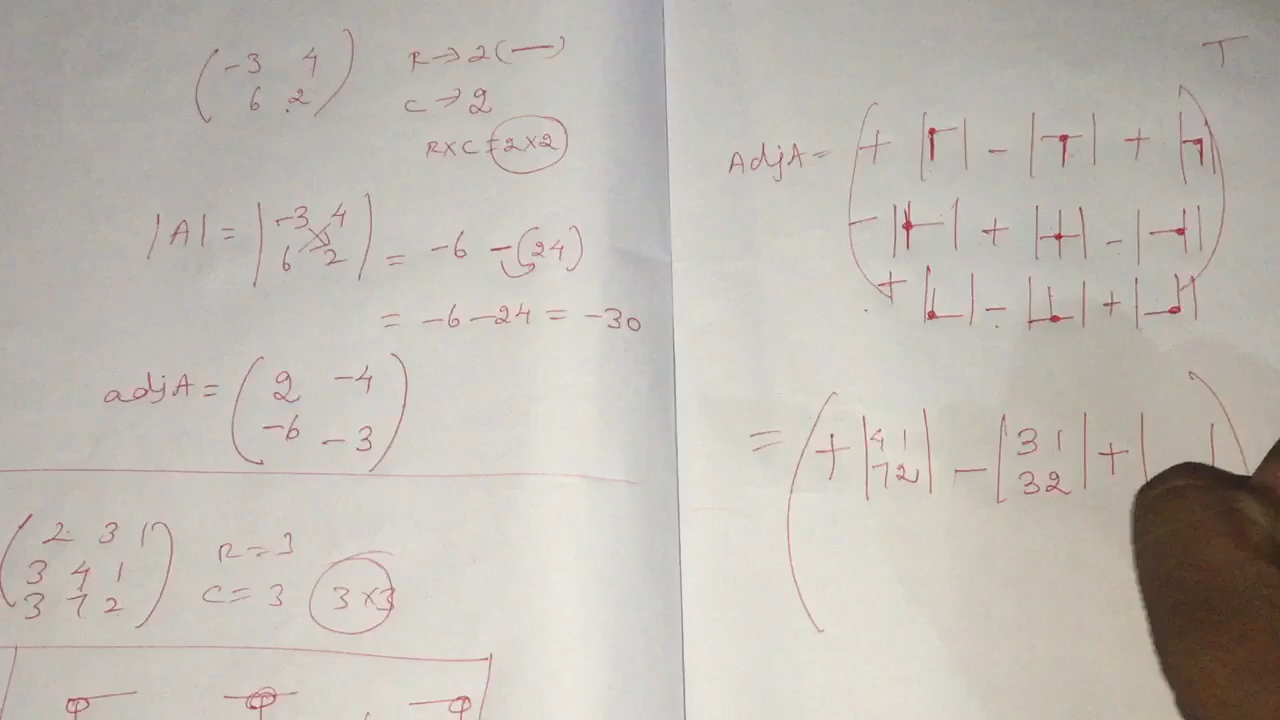 (-3 4
6 2)
R → 2 (—)
C → 2
R×C = 2×2
|A| = |-3 4
6 2| = -6 -(24)
= -6 -24 = -30
adjA = (2 -4
-6 -3)
(2 3 1
3 4 1
3 7 2)
R = 3
C = 3 3×3
T
AdjA = (+ | | - | | + | |
- | | + | | - | |
+ | | - | | + | |)
= (+ |4 1
7 2| - |3 1
3 2| + | |)